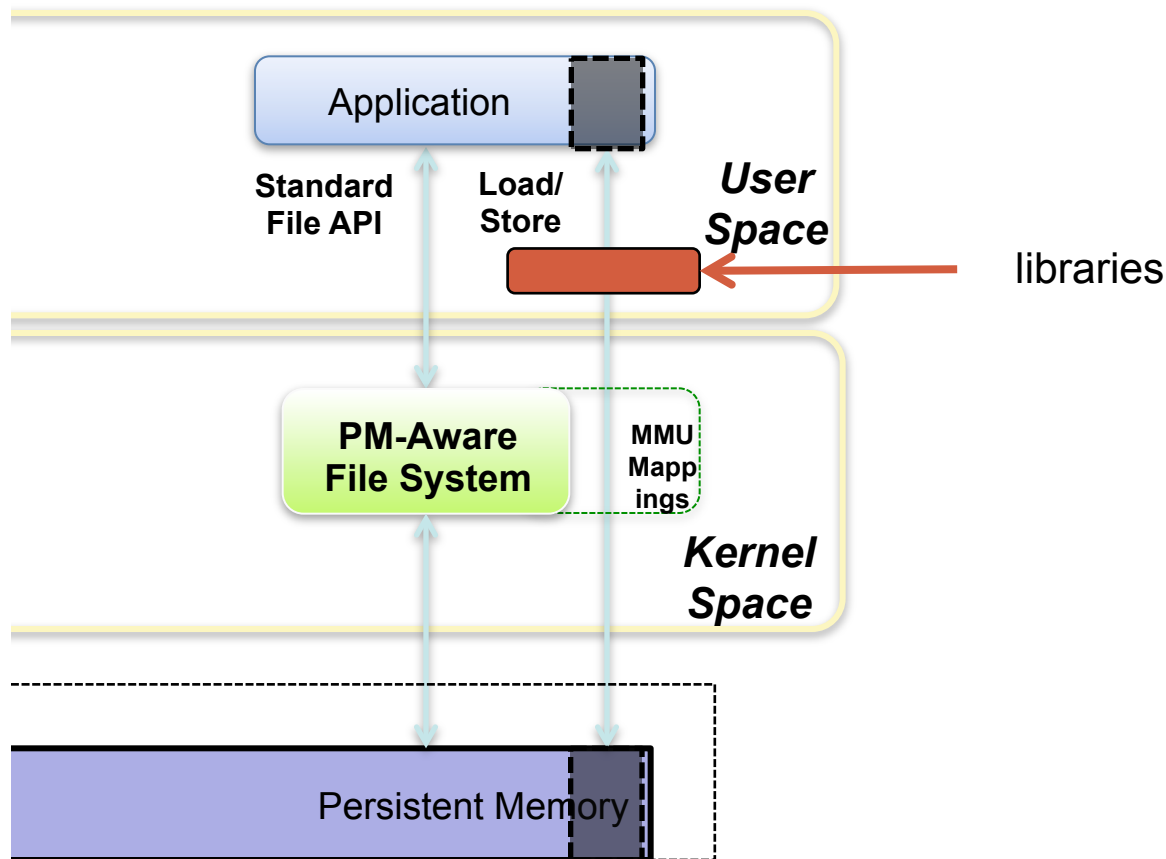 Application
Standard
File API
Load/
Store
User
Space
libraries
PM-Aware
File System
MMU
Mapp
ings
Kernel
Space
Persistent Memory